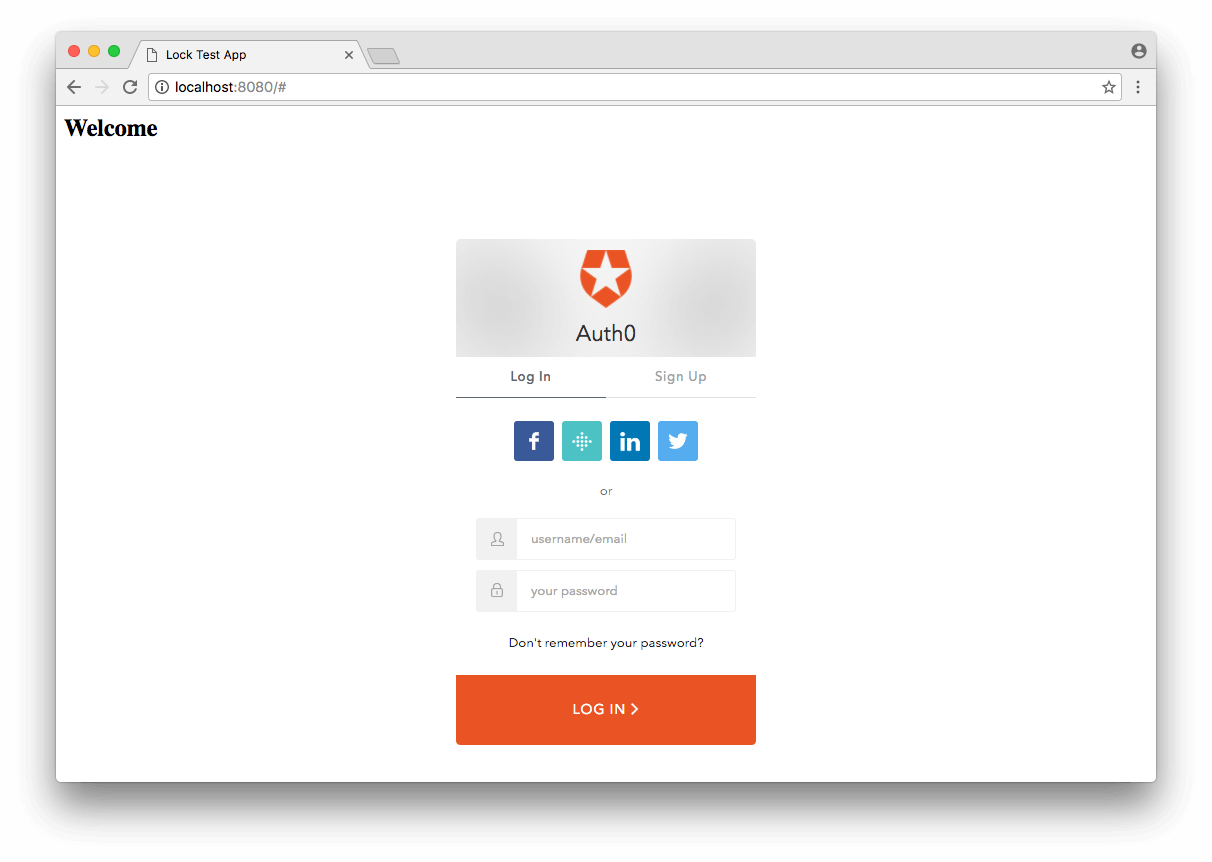 Lock Test App
localhost:8080/#
Welcome
Auth0
Log In Sign Up
or
username/email
your password
Don't remember your password?
LOG IN